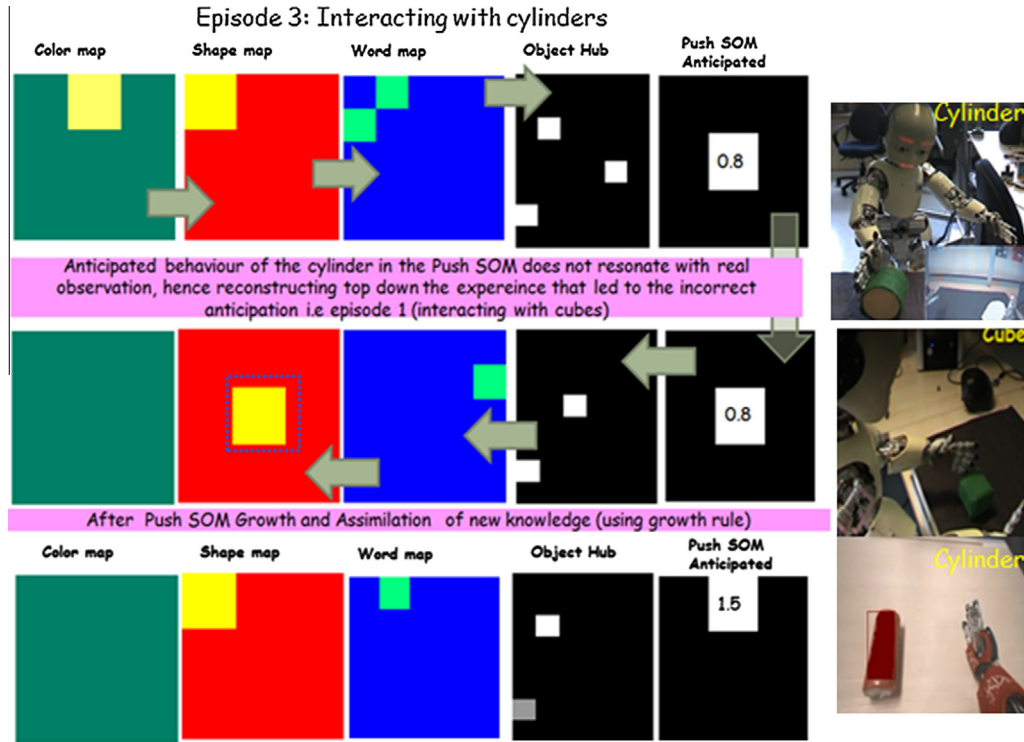 Episode 3: Interacting with cylinders
Color map
Shape map
Word map
Object Hub
Push SOM
Anticipated
0.8
Cylinder
Anticipated behaviour of the cylinder in the Push SOM does not resonate with real
observation, hence reconstructing top down the expereince that led to the incorrect
anticipation i.e episode 1 (interacting with cubes)
0.8
Cube
After Push SOM Growth and Assimilation of new knowledge (using growth rule)
Color map
Shape map
Word map
Object Hub
Push SOM
Anticipated
1.5
Cylinder